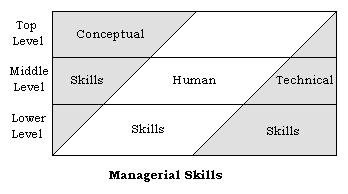 Top
Level
Conceptual
Middle
Level
Skills
Human
Technical
Lower
Level
Skills
Skills
Managerial Skills